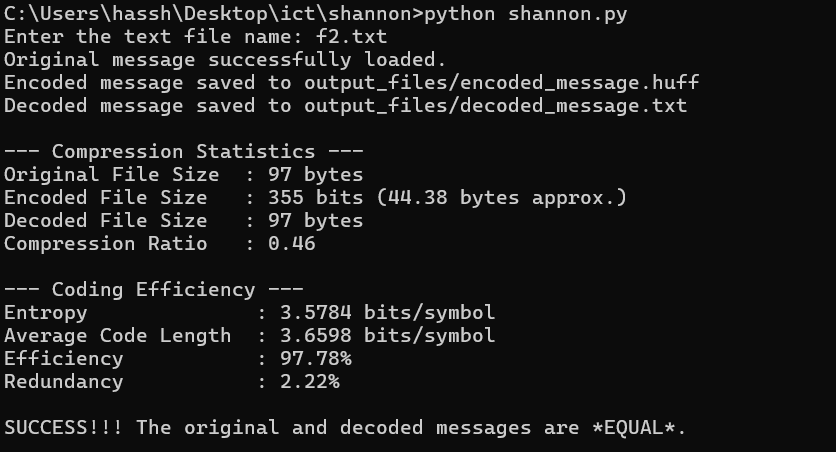 C:\Users\hassh\Desktop\ict\shannon>python shannon.py
Enter the text file name: f2.txt
Original message successfully loaded.
Encoded message saved to output_files/encoded_message.huff
Decoded message saved to output_files/decoded_message.txt
--- Compression Statistics ---
Original File Size  : 97 bytes
Encoded File Size   : 355 bits (44.38 bytes approx.)
Decoded File Size   : 97 bytes
Compression Ratio   : 0.46
--- Coding Efficiency ---
Entropy              : 3.5784 bits/symbol
Average Code Length  : 3.6598 bits/symbol
Efficiency           : 97.78%
Redundancy           : 2.22%
SUCCESS!!! The original and decoded messages are *EQUAL*.